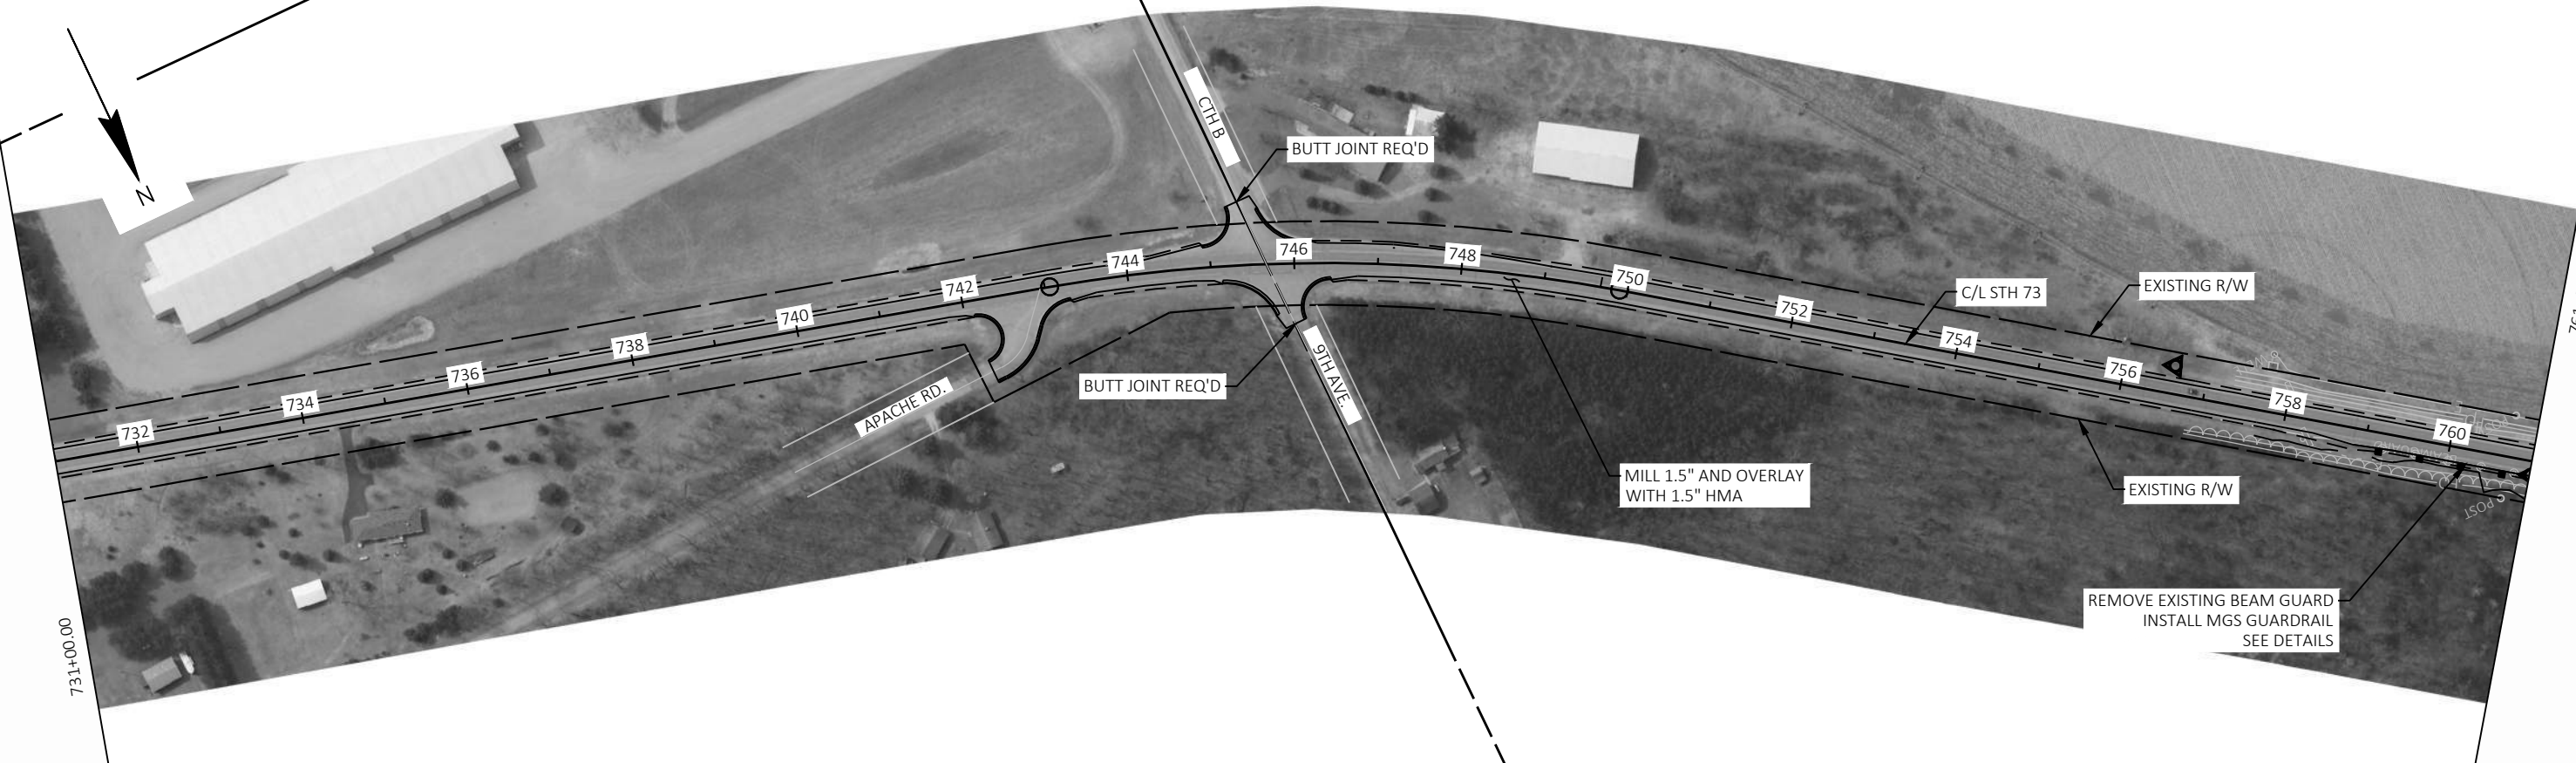 N
CTH B
BUTT JOINT REQ'D
732
734
736
738
740
742
744
746
748
750
752
754
756
758
760
C/L STH 73
EXISTING R/W
APACHE RD.
BUTT JOINT REQ'D
9TH AVE.
MILL 1.5" AND OVERLAY
WITH 1.5" HMA
EXISTING R/W
REMOVE EXISTING BEAM GUARD
INSTALL MGS GUARDRAIL
SEE DETAILS
POST
731+00.00